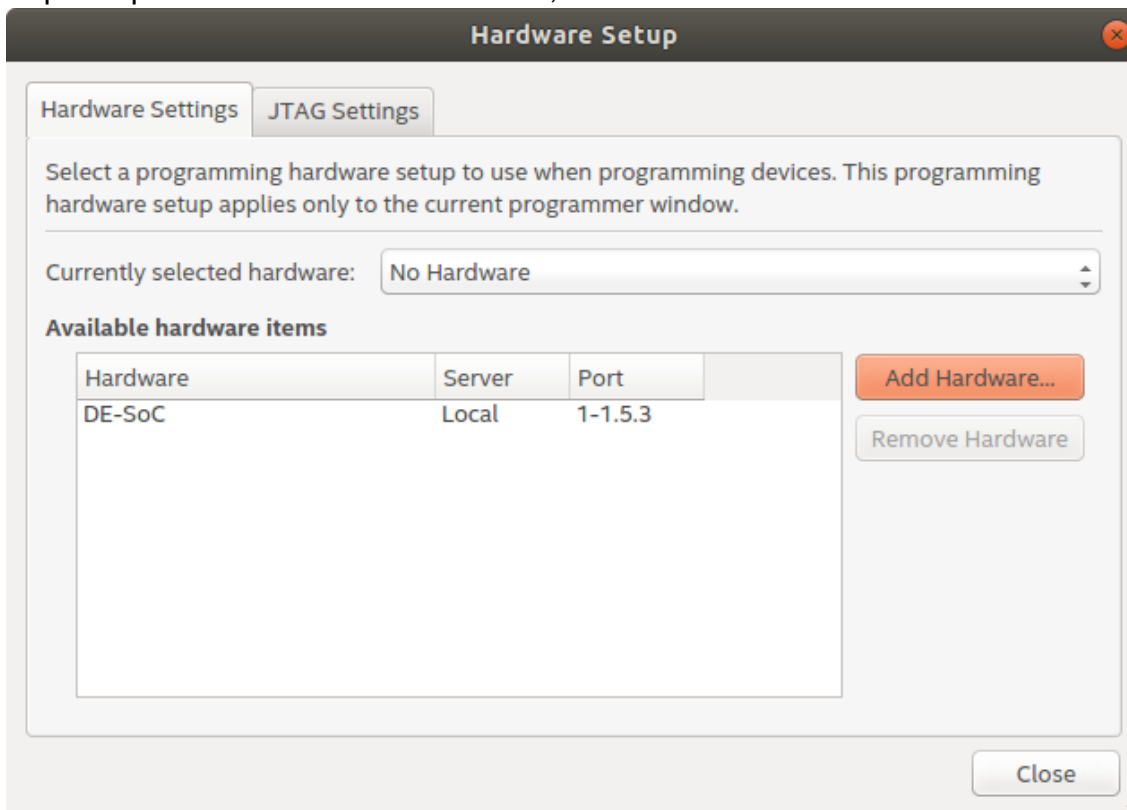 Hardware Setup
Hardware Settings JTAG Settings
Select a programming hardware setup to use when programming devices. This programming
hardware setup applies only to the current programmer window.
Currently selected hardware: No Hardware
Available hardware items
Hardware Server Port
Add Hardware...
DE-SoC Local 1-1.5.3
Remove Hardware
Close